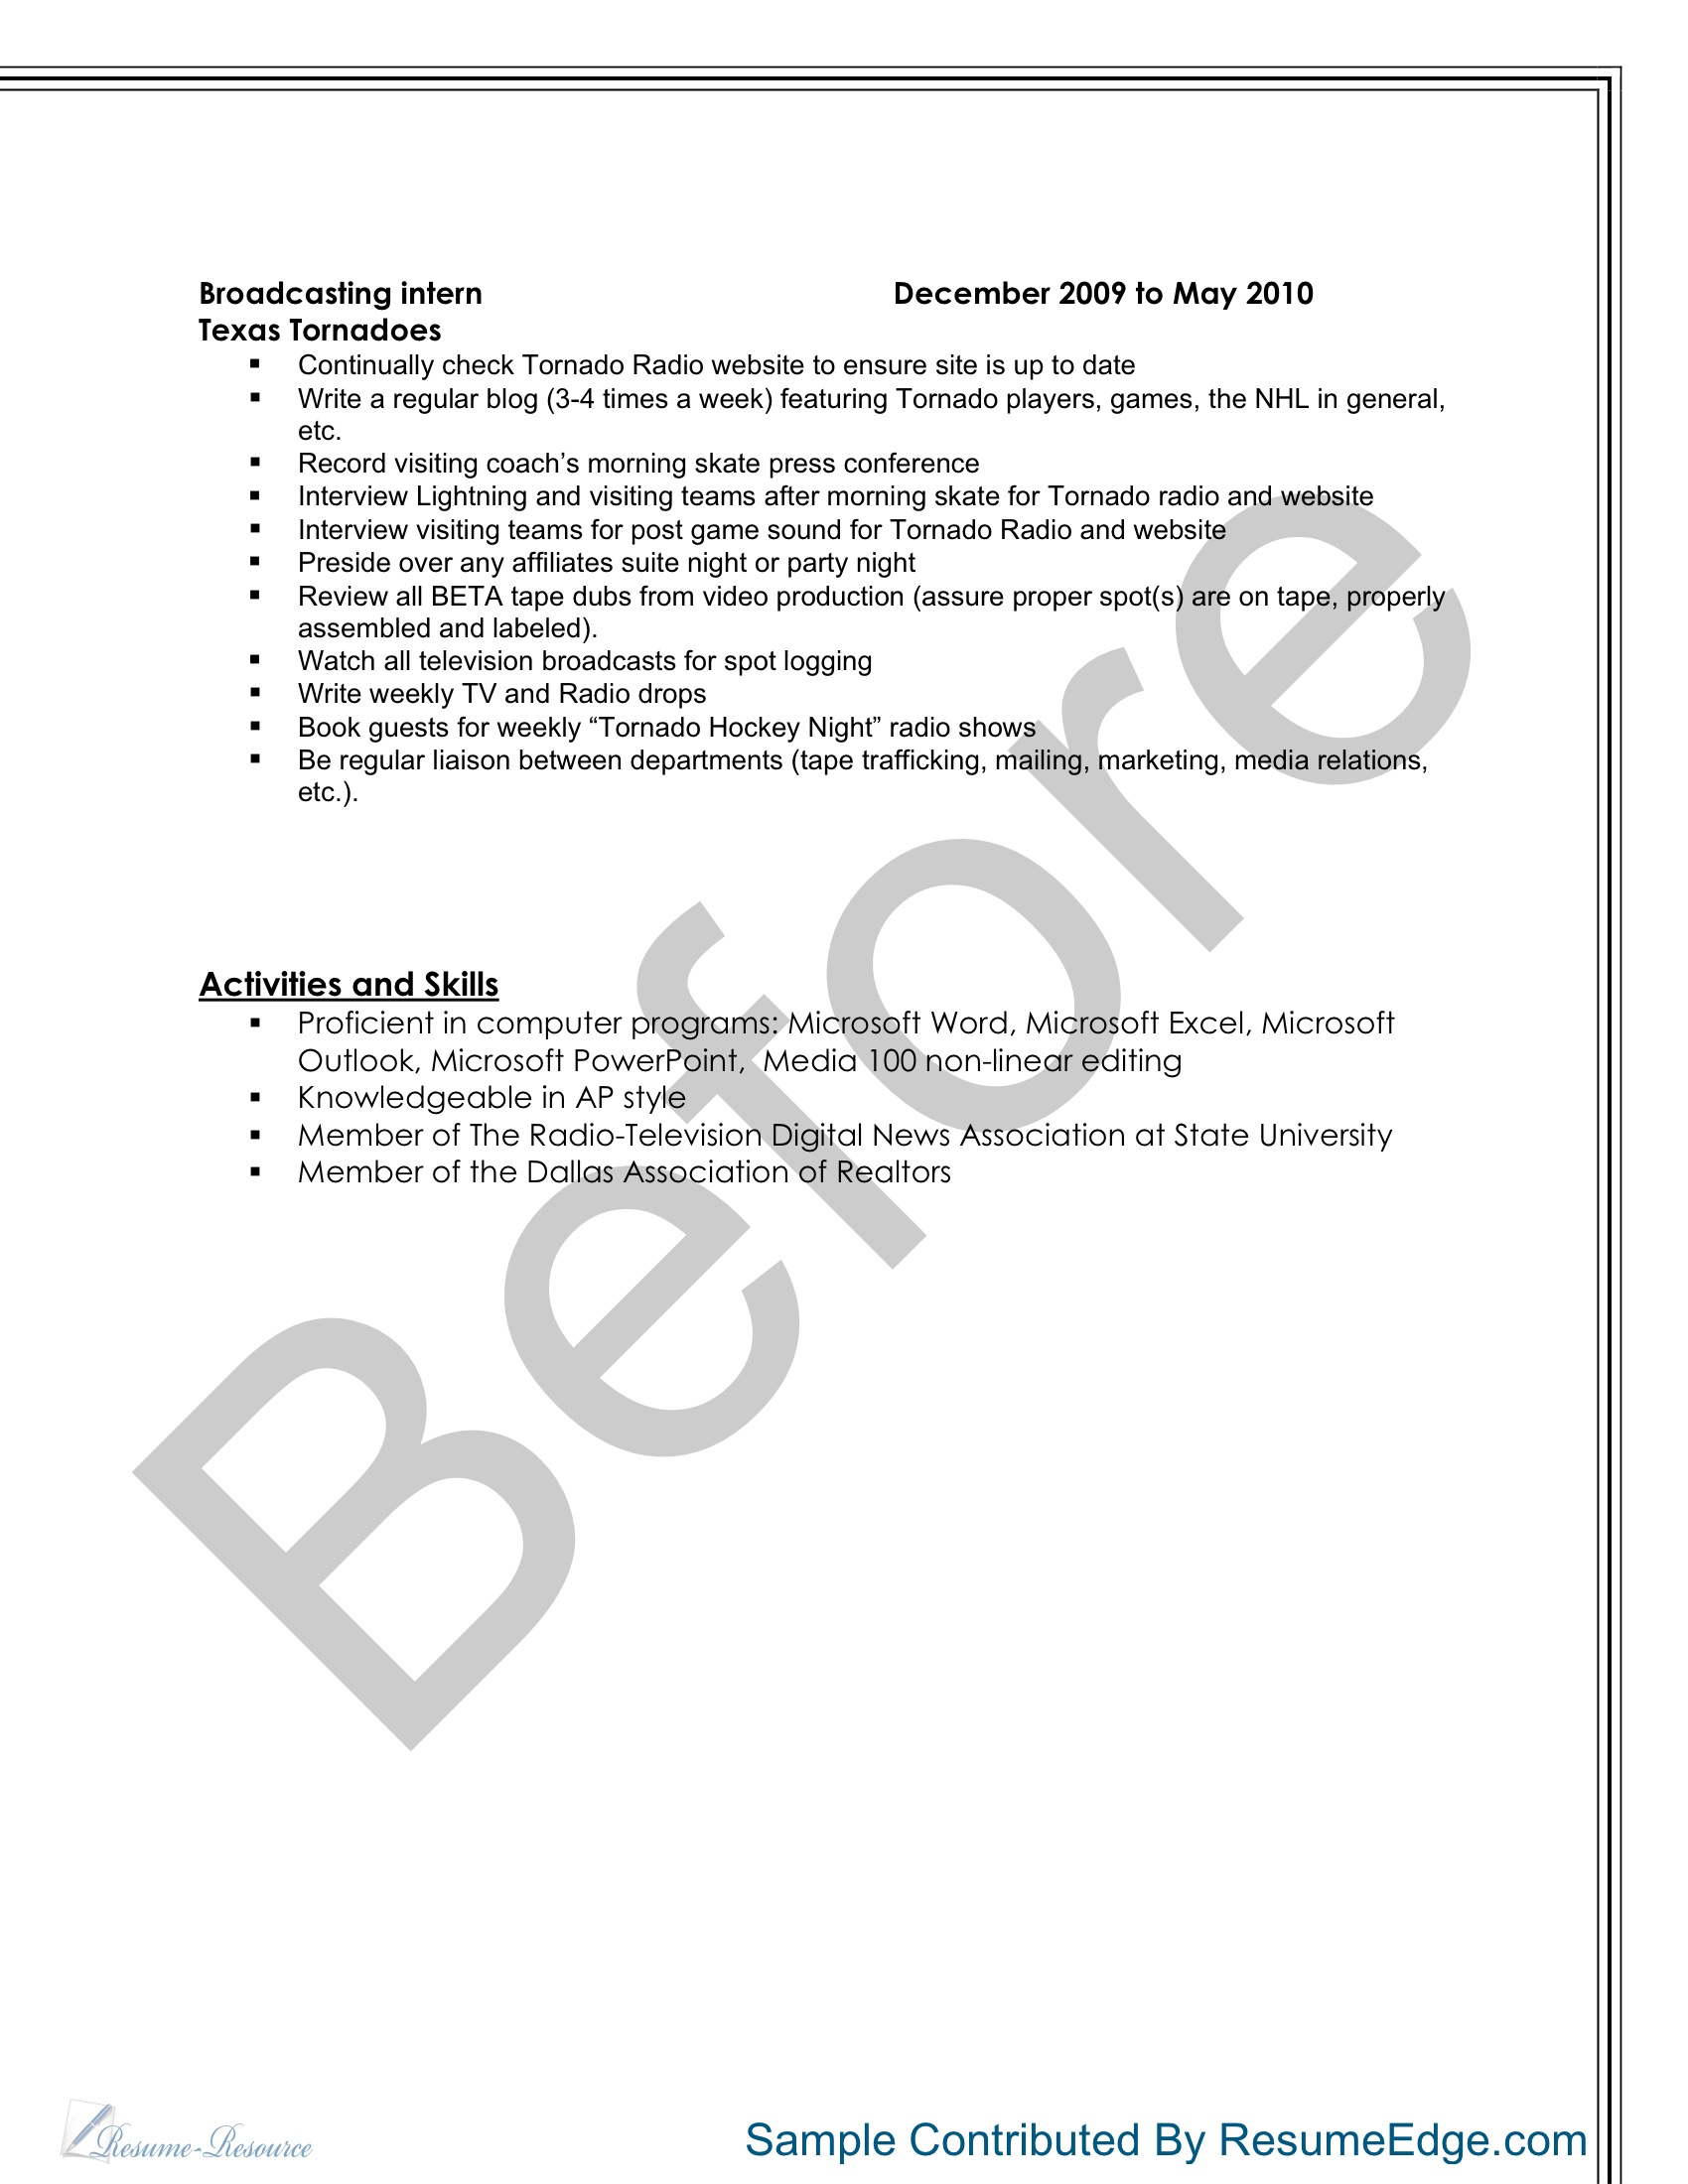 Broadcasting intern December 2009 to May 2010
Texas Tornadoes
▪ Continually check Tornado Radio website to ensure site is up to date
▪ Write a regular blog (3-4 times a week) featuring Tornado players, games, the NHL in general,
etc.
▪ Record visiting coach’s morning skate press conference
▪ Interview Lightning and visiting teams after morning skate for Tornado radio and website
▪ Interview visiting teams for post game sound for Tornado Radio and website
▪ Preside over any affiliates suite night or party night
▪ Review all BETA tape dubs from video production (assure proper spot(s) are on tape, properly
assembled and labeled).
▪ Watch all television broadcasts for spot logging
▪ Write weekly TV and Radio drops
▪ Book guests for weekly “Tornado Hockey Night” radio shows
▪ Be regular liaison between departments (tape trafficking, mailing, marketing, media relations,
etc.).
Activities and Skills
▪ Proficient in computer programs: Microsoft Word, Microsoft Excel, Microsoft
Outlook, Microsoft PowerPoint,  Media 100 non-linear editing
▪ Knowledgeable in AP style
▪ Member of The Radio-Television Digital News Association at State University
▪ Member of the Dallas Association of Realtors
Before
Resume-Resource
Sample Contributed By ResumeEdge.com